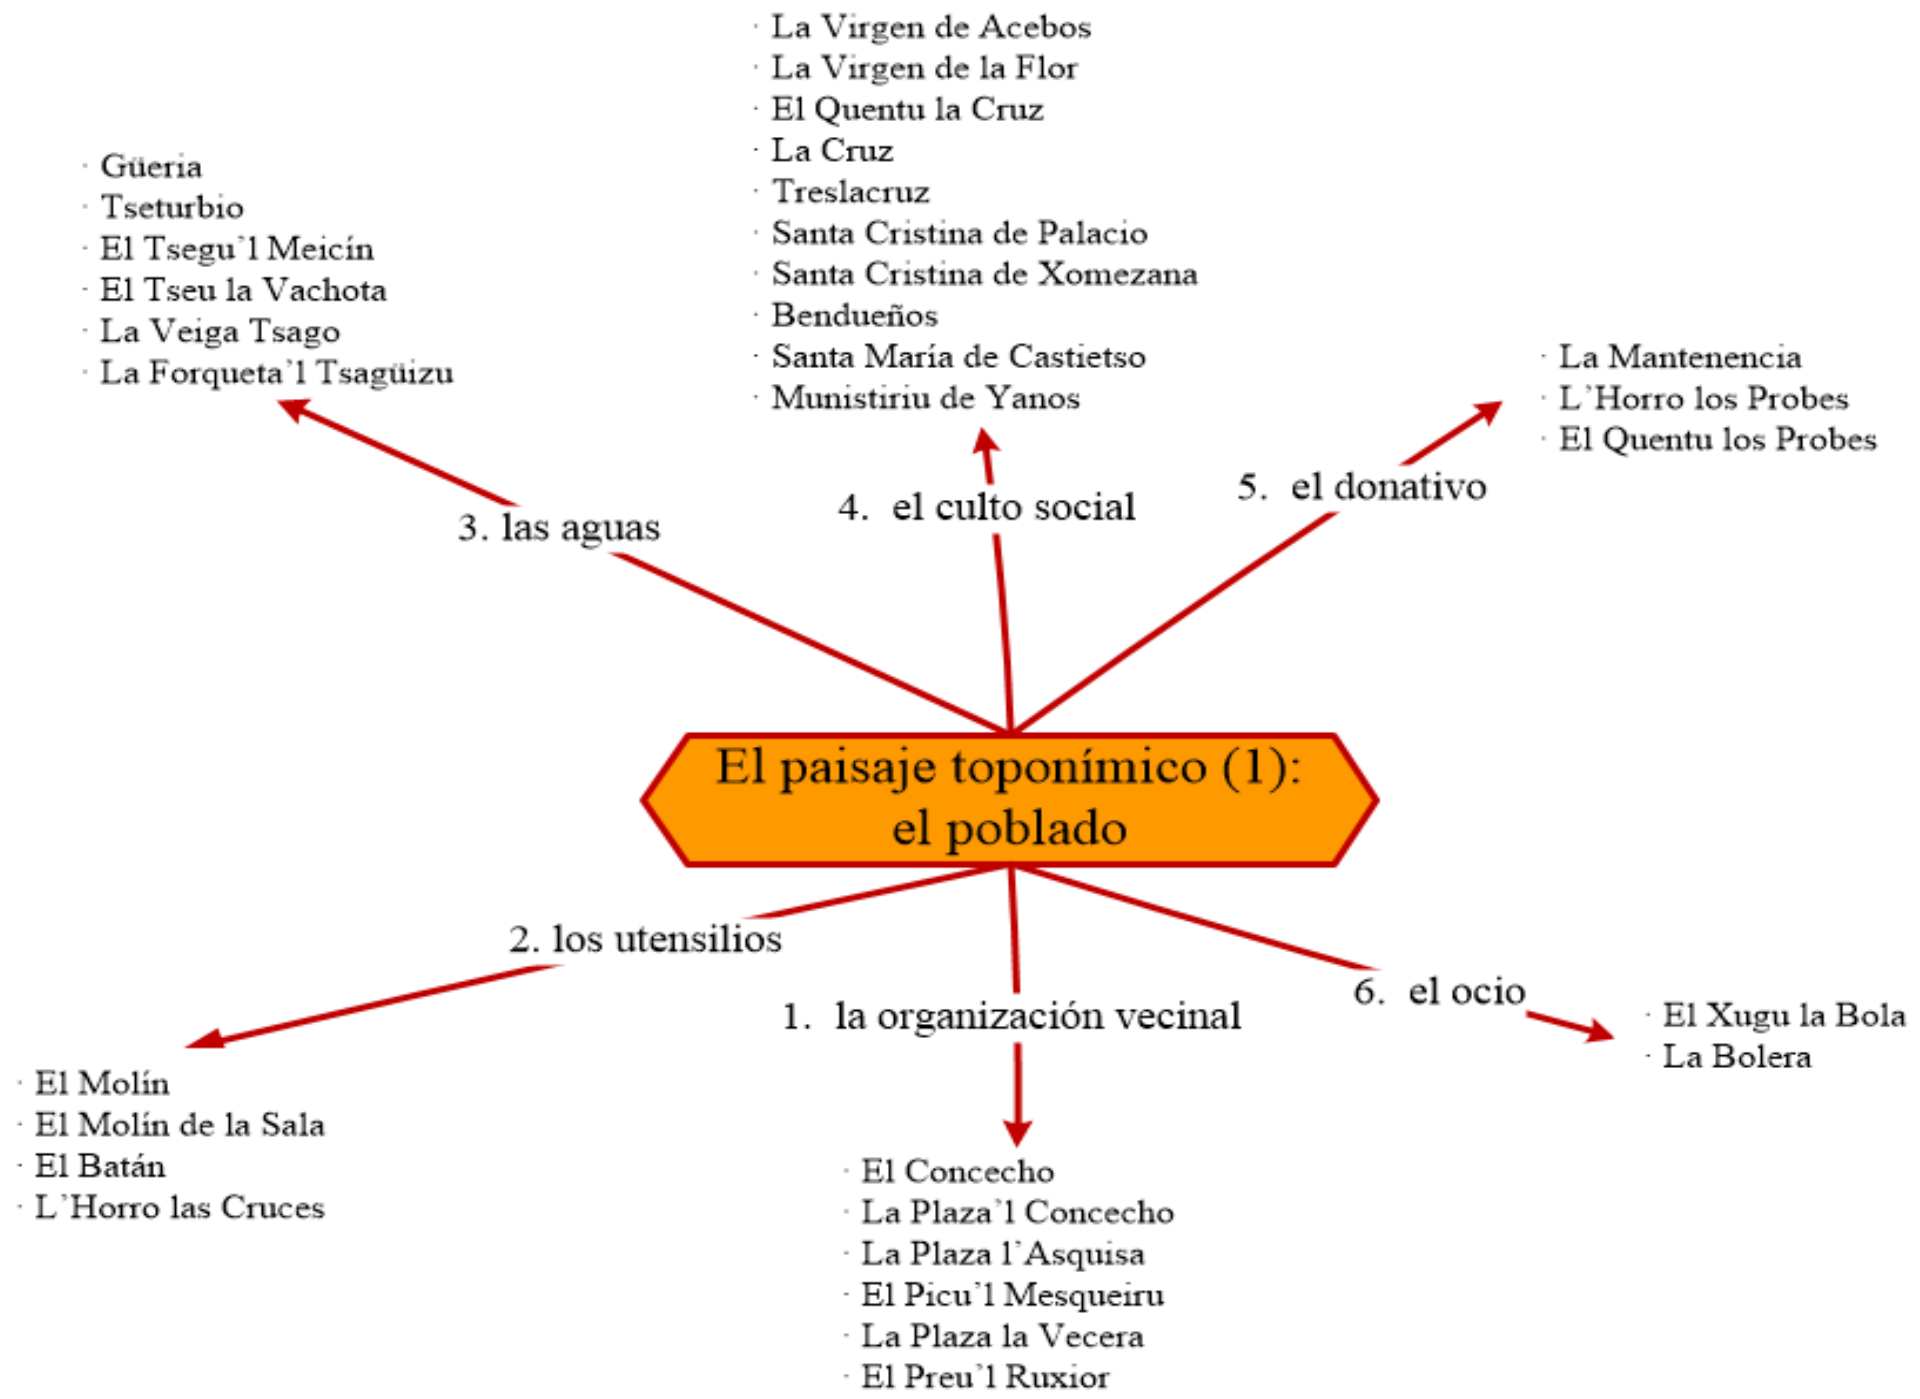 · La Virgen de Acebos
· La Virgen de la Flor
· El Quentu la Cruz
· La Cruz
· Treslacruz
· Santa Cristina de Palacio
· Santa Cristina de Xomezana
· Bendueños
· Santa María de Castietso
· Munistiriu de Yanos
· Güeria
· Tseturbio
· El Tsegu'l Meicín
· El Tseu la Vachota
· La Veiga Tsago
· La Forqueta'l Tsagüizu
· La Mantenencia
· L'Horro los Probes
· El Quentu los Probes
3. las aguas
4. el culto social
5. el donativo
El paisaje toponímico (1):
el poblado
2. los utensilios
1. la organización vecinal
6. el ocio
· El Xugu la Bola
· La Bolera
· El Molín
· El Molín de la Sala
· El Batán
· L'Horro las Cruces
· El Concecho
· La Plaza'l Concecho
· La Plaza l'Asquisa
· El Picu'l Mesqueiru
· La Plaza la Vecera
· El Preu'l Ruxior